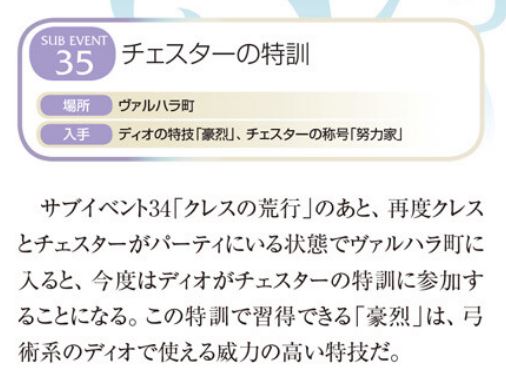 SUB EVENT
35
チェスターの特訓
場所 ヴァルハラ町
入手 ディオの特技「豪烈」、チェスターの称号「努力家」
サブイベント34「クレスの荒行」のあと、再度クレス
とチェスターがパーティにいる状態でヴァルハラ町に
入ると、今度はディオがチェスターの特訓に参加す
ることになる。この特訓で習得できる「豪烈」は、弓
術系のディオで使える威力の高い特技だ。